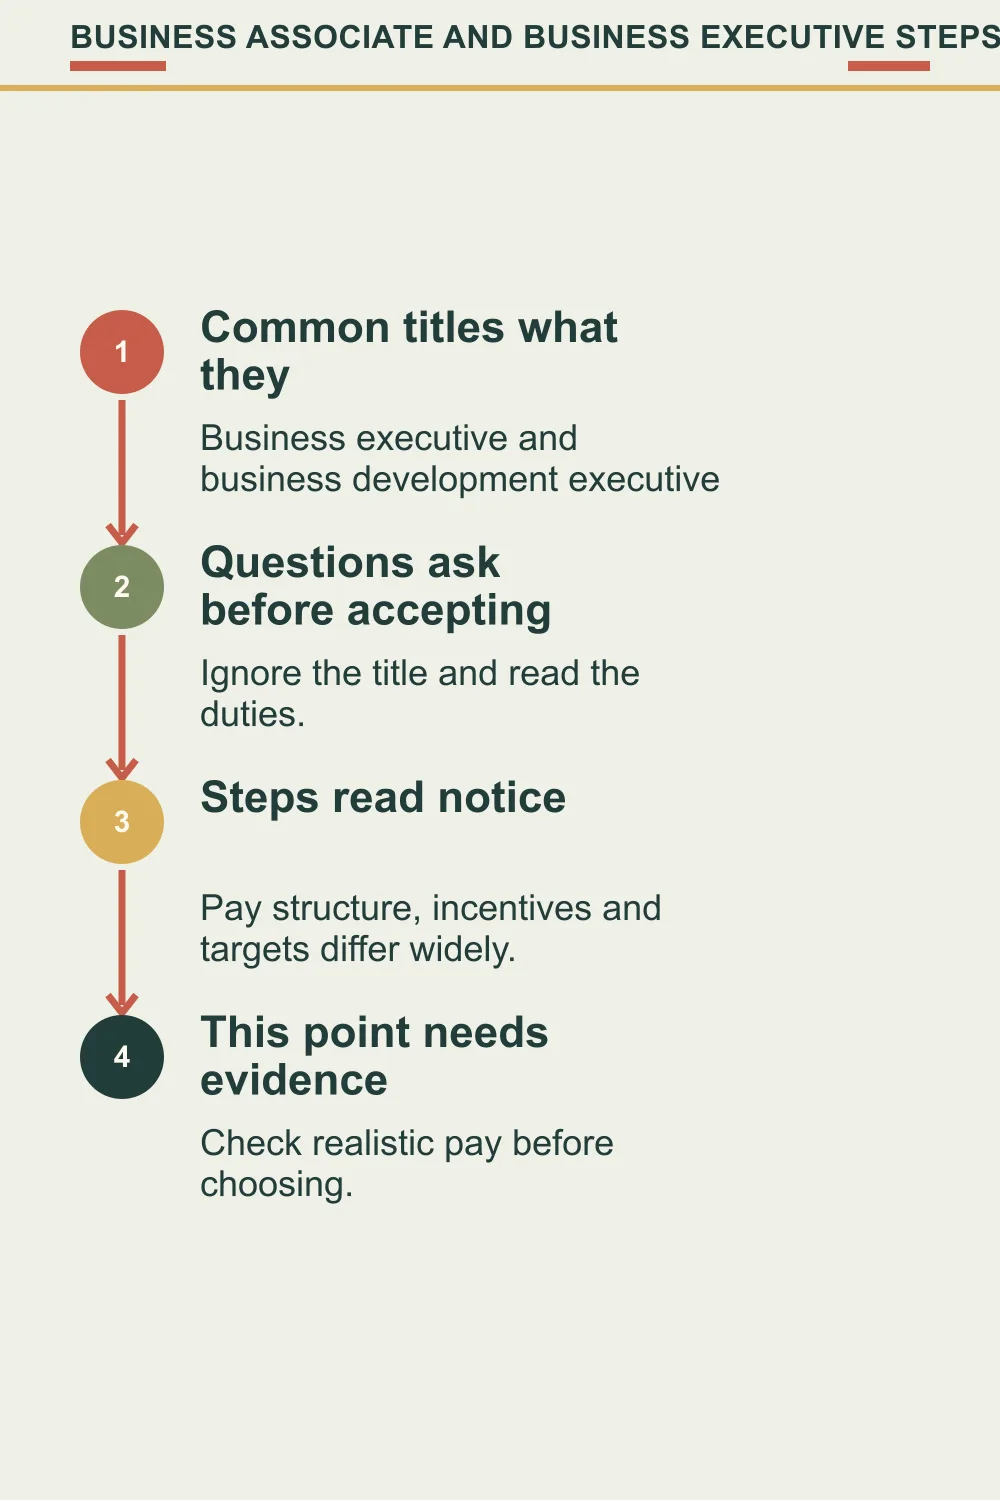 BUSINESS ASSOCIATE AND BUSINESS EXECUTIVE STEPS
1
Common titles what
they
Business executive and
business development executive
2
Questions ask
before accepting
Ignore the title and read the
duties.
3
Steps read notice
Pay structure, incentives and
targets differ widely.
4
This point needs
evidence
Check realistic pay before
choosing.